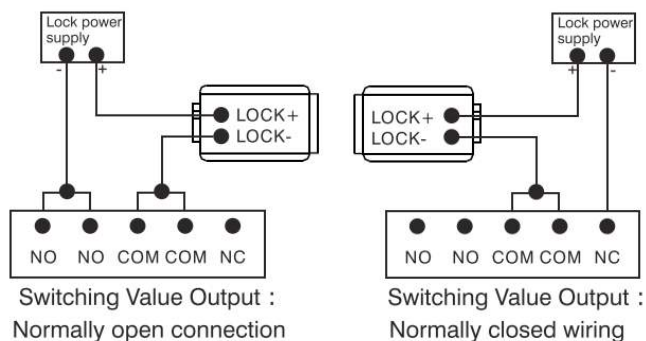 Lock power
supply
- +
LOCK+
LOCK-
NO NO COM COM NC
Switching Value Output :
Normally open connection
Lock power
supply
+ -
LOCK+
LOCK-
NO NO COM COM NC
Switching Value Output :
Normally closed wiring